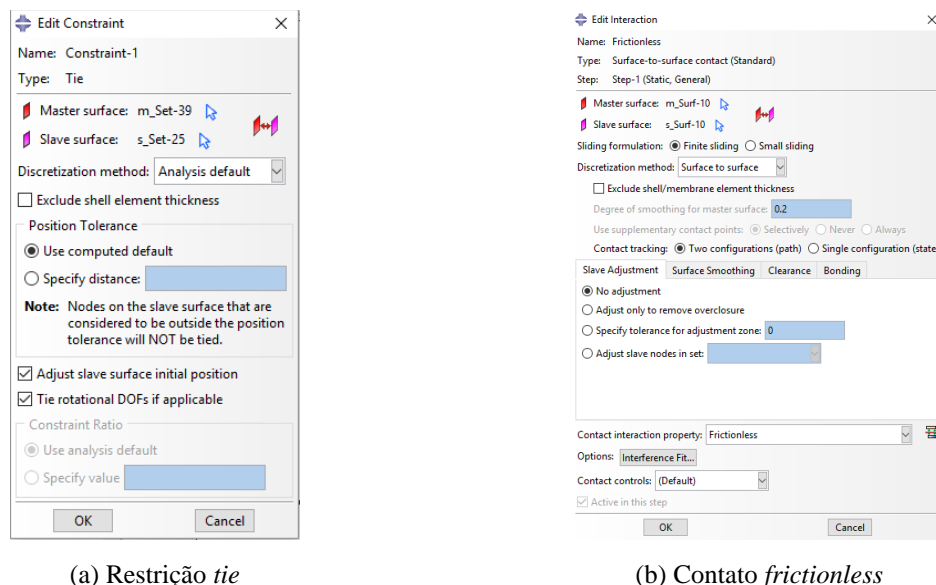 Edit Constraint
Name: Constraint-1
Type: Tie
Master surface: m_Set-39
Slave surface: s_Set-25
Discretization method: Analysis default
Exclude shell element thickness
Position Tolerance
Use computed default
Specify distance:
Note: Nodes on the slave surface that are
considered to be outside the position
tolerance will NOT be tied.
Adjust slave surface initial position
Tie rotational DOFs if applicable
Constraint Ratio
Use analysis default
Specify value
OK Cancel
(a) Restrição tie
Edit Interaction
Name: Frictionless
Type: Surface-to-surface contact (Standard)
Step: Step-1 (Static, General)
Master surface: m_Surf-10
Slave surface: s_Surf-10
Sliding formulation: Finite sliding Small sliding
Discretization method: Surface to surface
Exclude shell/membrane element thickness
Degree of smoothing for master surface: 0.2
Use supplementary contact points: Selectively Never Always
Contact tracking: Two configurations (path) Single configuration (state
Slave Adjustment Surface Smoothing Clearance Bonding
No adjustment
Adjust only to remove overclosure
Specify tolerance for adjustment zone: 0
Adjust slave nodes in set:
Contact interaction property: Frictionless
Options: Interference Fit...
Contact controls: (Default)
Active in this step
OK Cancel
(b) Contato frictionless